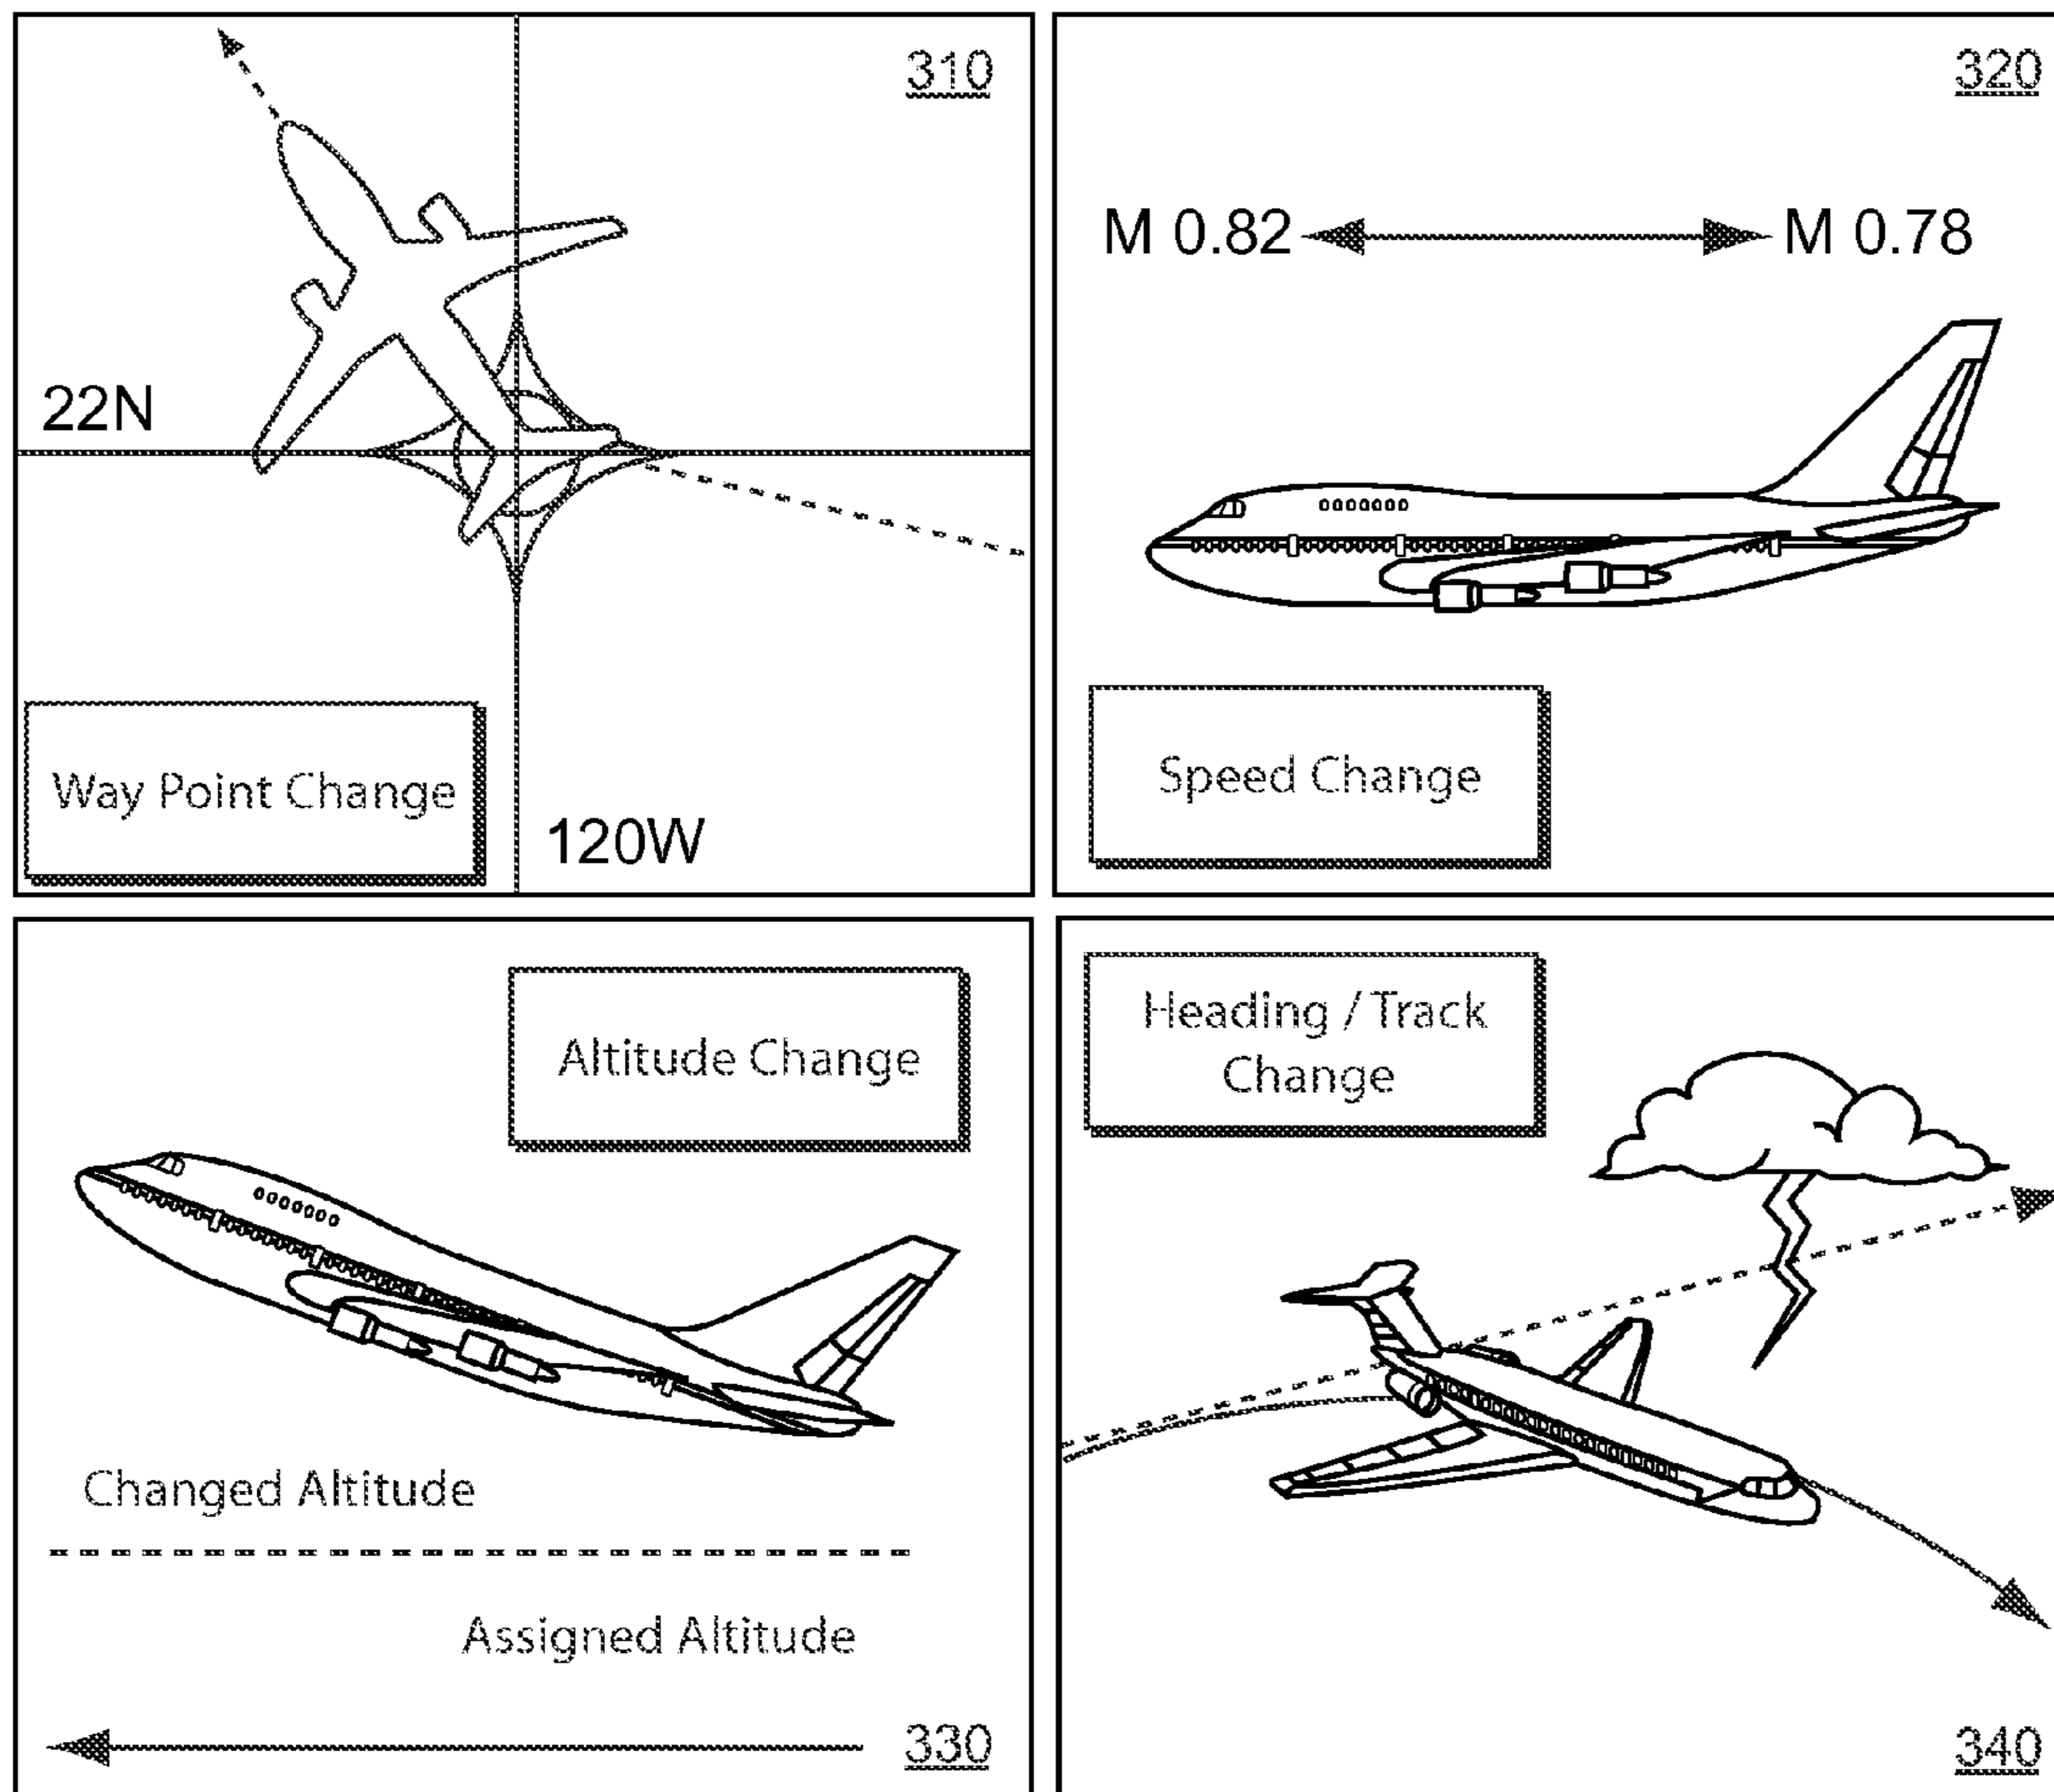 310
22N
Way Point Change
120W
320
M 0.82
M 0.78
Speed Change
Altitude Change
Changed Altitude
Assigned Altitude
330
Heading / Track
Change
340